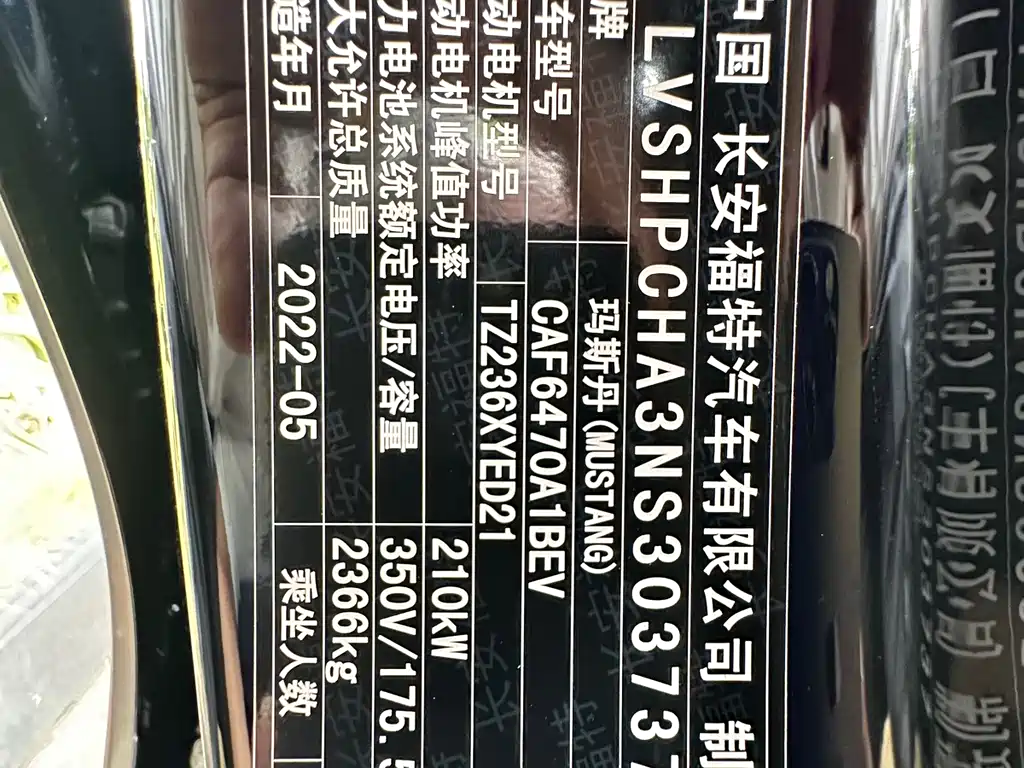 中国 长安福特汽车有限公司 制
LVSHPCHA3NS30373
牌 玛斯丹(MUSTANG)
车型号 CAF6470A1BEV
动电机型号 TZ236XYED21
动电机峰值功率 210kW
力电池系统额定电压/容量 350V/175.5
大允许总质量 2366kg
造年月 2022-05 乘坐人数